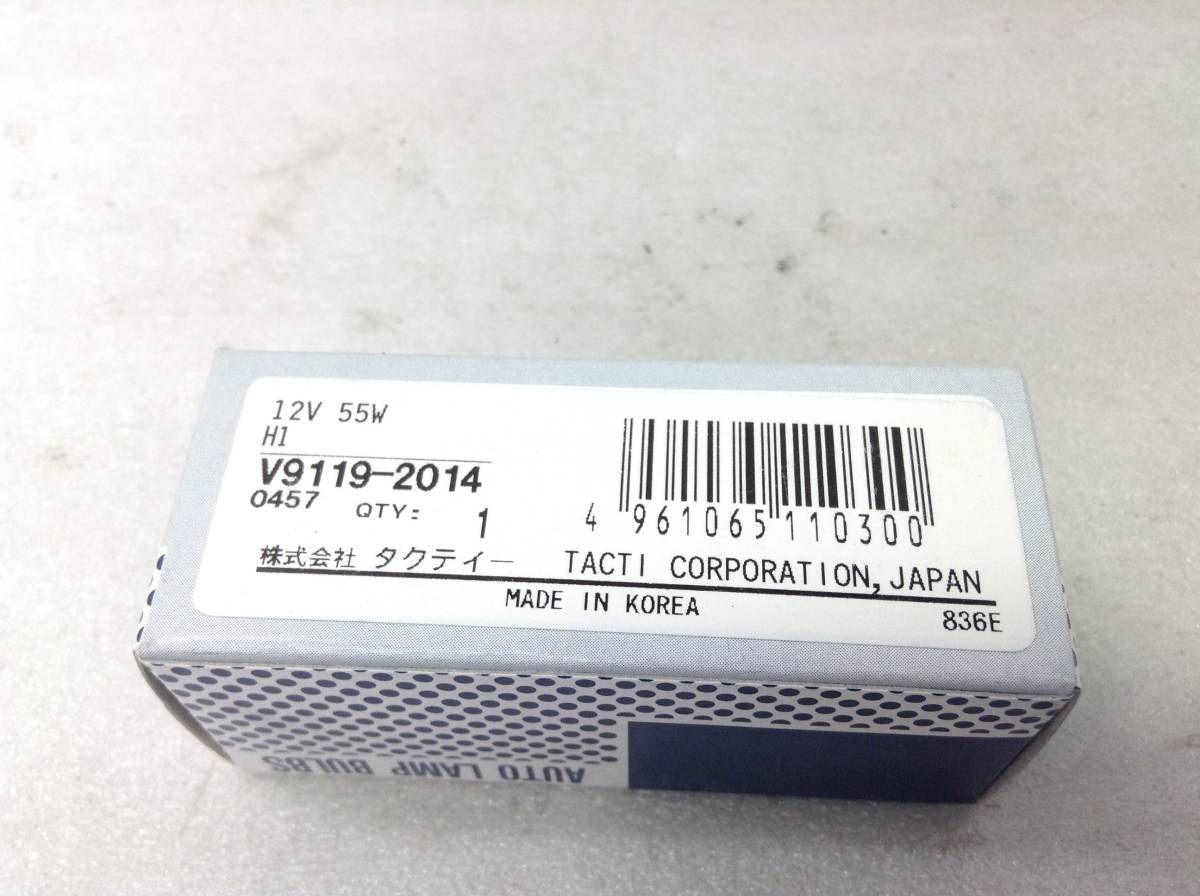 12V 55W
H1
V9119-2014
0457 QTY: 1
4 961065 110300
株式会社 タクティー TACTI CORPORATION, JAPAN
MADE IN KOREA
836E
AUTO LAMP BULBS